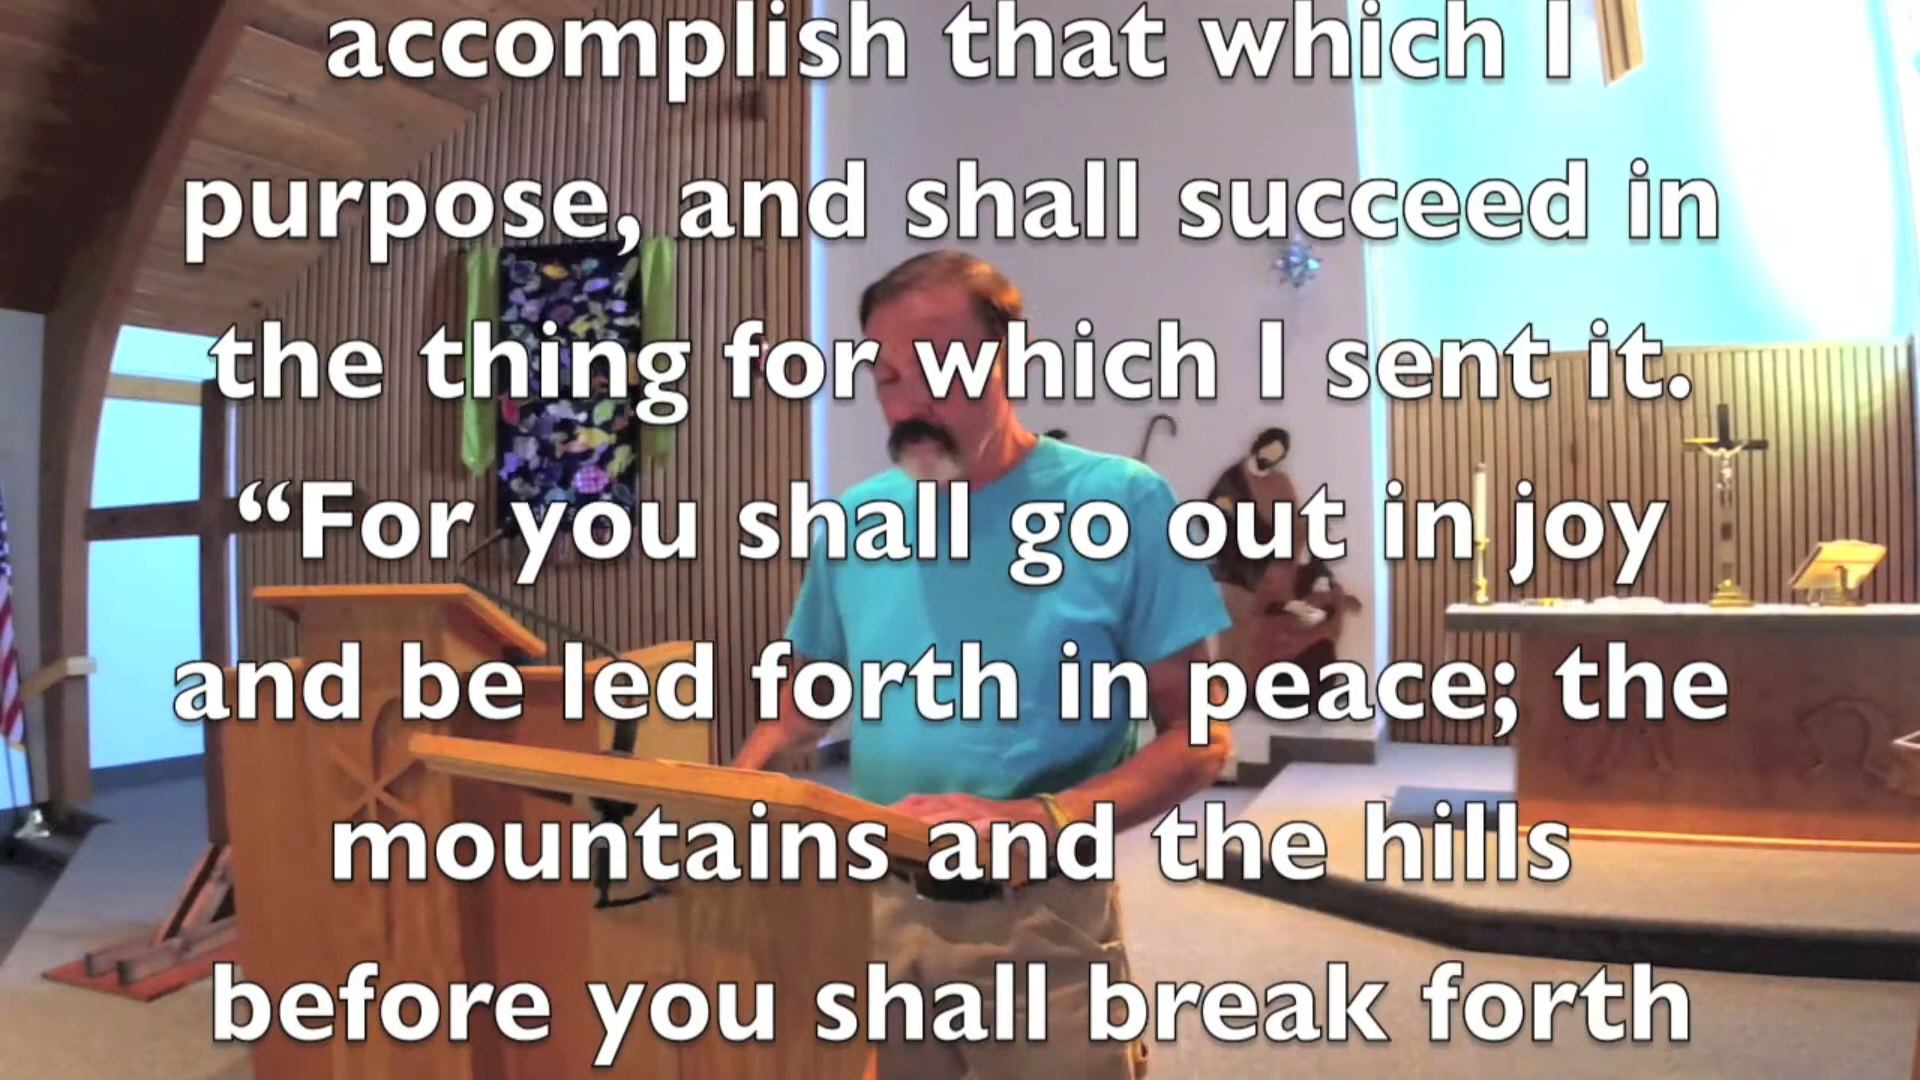 accomplish that which I
purpose, and shall succeed in
the thing for which I sent it.
“For you shall go out in joy
and be led forth in peace; the
mountains and the hills
before you shall break forth